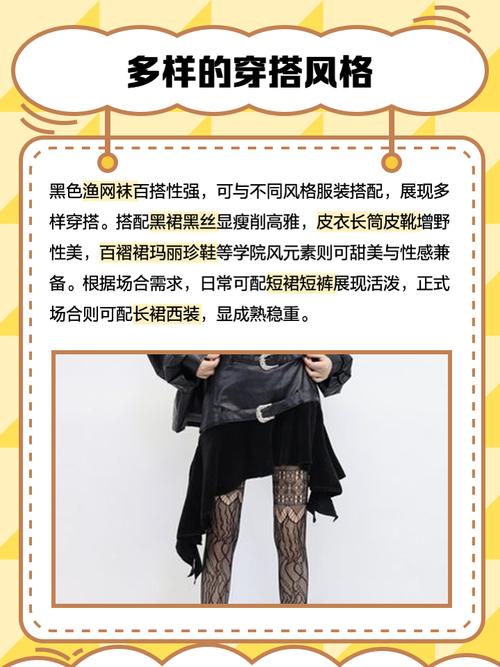 多样的穿搭风格
黑色渔网袜百搭性强，可与不同风格服装搭配，展现多
样穿搭。搭配黑裙黑丝显瘦削高雅，皮衣长筒皮靴增野
性美，百褶裙玛丽珍鞋等学院风元素则可甜美与性感兼
备。根据场合需求，日常可配短裙短裤展现活泼，正式
场合则可配长裙西装，显成熟稳重。